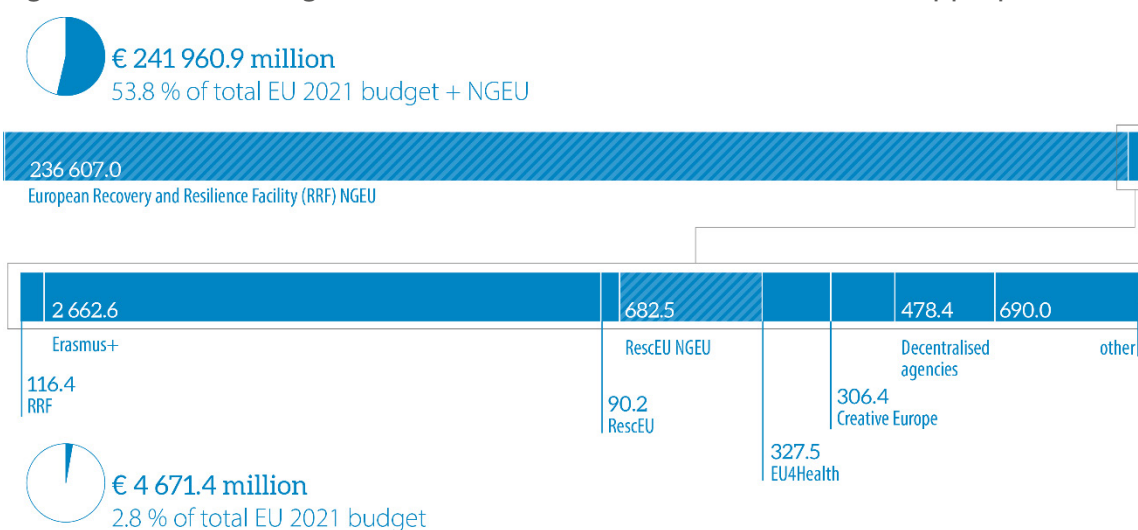 € 241 960.9 million
53.8 % of total EU 2021 budget + NGEU
236 607.0
European Recovery and Resilience Facility (RRF) NGEU
2 662.6
682.5
478.4
690.0
Erasmus+
RescEU NGEU
Decentralised
agencies
other
116.4
RRF
90.2
RescEU
306.4
Creative Europe
327.5
EU4Health
€ 4 671.4 million
2.8 % of total EU 2021 budget